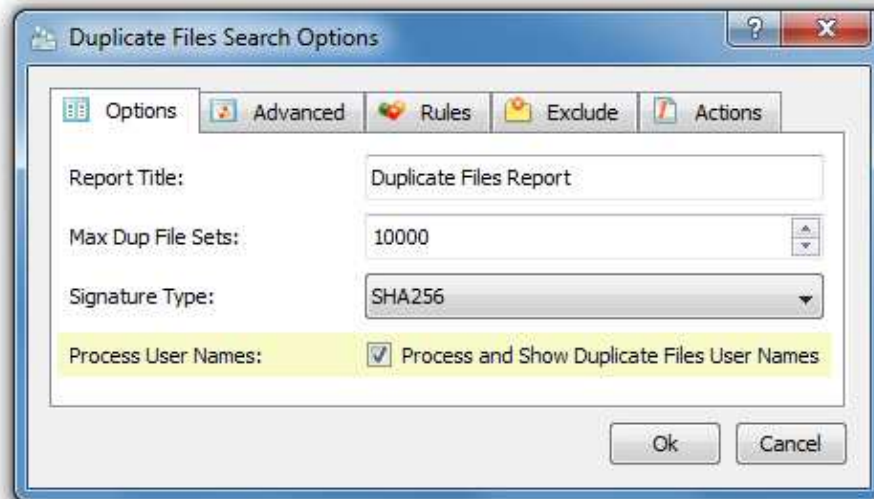 Duplicate Files Search Options
Options Advanced Rules Exclude Actions
Report Title: Duplicate Files Report
Max Dup File Sets: 10000
Signature Type: SHA256
Process User Names: Process and Show Duplicate Files User Names
Ok Cancel